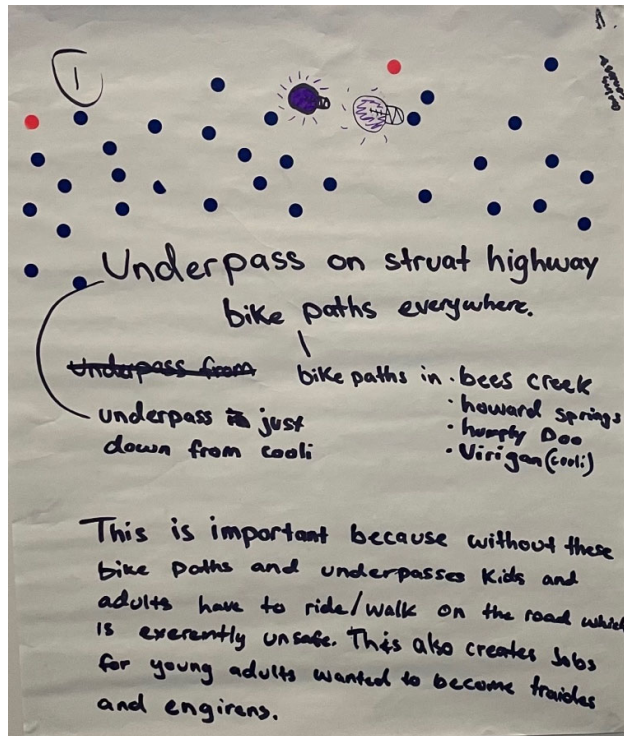 1
1.
Underpass on struat highway
bike paths everywhere.
Underpass from
bike paths in • bees creek
• howard springs
• humpty Doo
• Virigan (cooli)
underpass is just
down from cooli
This is important because without these
bike paths and underpasses kids and
adults have to ride/walk on the road which
is exerently unsafe. This also creates Jobs
for young adults wanted to become traides
and engirens.